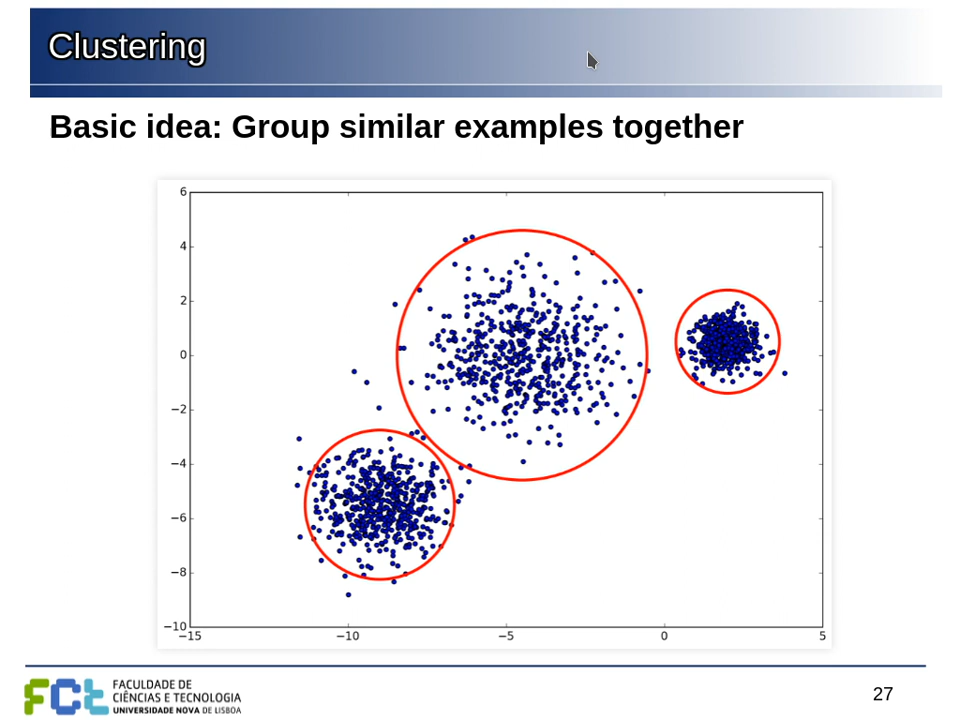 Clustering
Basic idea: Group similar examples together
6
4
2
0
−2
−4
−6
−8
−10
−15
−10
−5
0
5
FCt
FACULDADE DE
CIÊNCIAS E TECNOLOGIA
UNIVERSIDADE NOVA DE LISBOA
27